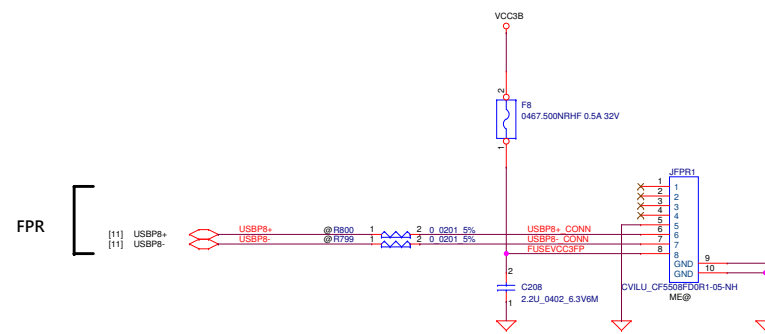 VCC3B
2
F8
0467.500NRHF 0.5A 32V
1
JFPR1
FPR
1 1
2 2
3 3
4 4
5 5
[11] USBP8+ USBP8+ @R800 1 2 0_0201_5% USBP8+_CONN 6 6
[11] USBP8- USBP8- @R799 1 2 0_0201_5% USBP8-_CONN 7 7
FUSEVCC3FP 8 8
GND 9
GND 10
2
C208
2.2U_0402_6.3V6M
1
CVILU_CF5508FD0R1-05-NH
ME@